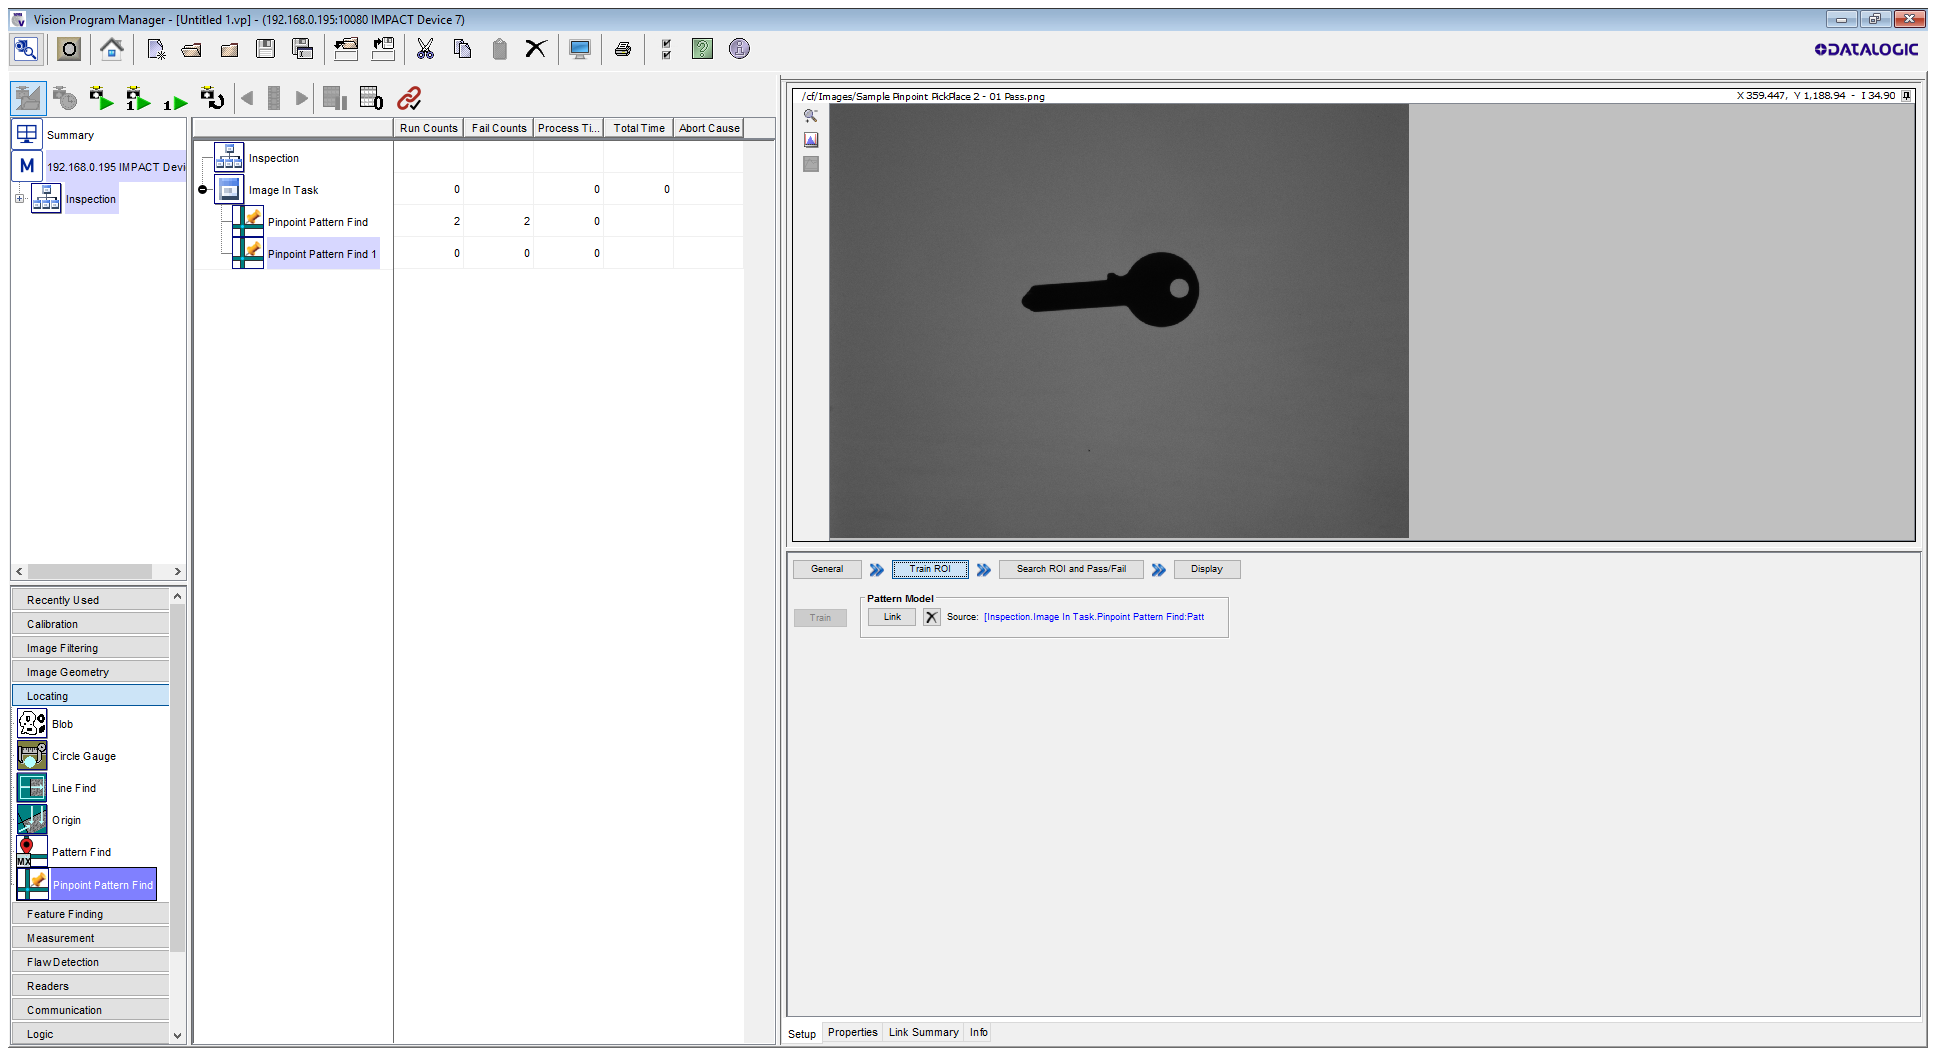 Vision Program Manager - [Untitled 1.vp] - (192.168.0.195:10080 IMPACT Device 7)
DATALOGIC
Summary
M 192.168.0.195 IMPACT Devi
Inspection
Run Counts Fail Counts Process Ti... Total Time Abort Cause
Inspection
Image In Task 0 0 0
Pinpoint Pattern Find 2 2 0
Pinpoint Pattern Find 1 0 0 0
/cf/Images/Sample Pinpoint PickPlace 2 - 01 Pass.png
X 359.447, Y 1,188.94 - I 34.90
Recently Used
Calibration
Image Filtering
Image Geometry
Locating
Blob
Circle Gauge
Line Find
Origin
Pattern Find
MX
Pinpoint Pattern Find
Feature Finding
Measurement
Flaw Detection
Readers
Communication
Logic
General Train ROI Search ROI and Pass/Fail Display
Pattern Model
Train Link Source: [Inspection.Image In Task.Pinpoint Pattern Find:Patt
Setup Properties Link Summary Info